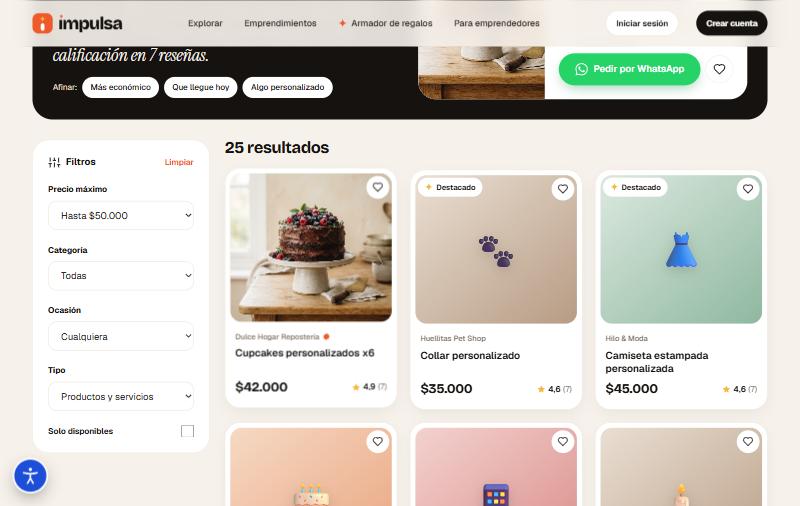 impulsa
Explorar
Emprendimientos
Armador de regalos
Para emprendedores
Iniciar sesión
Crear cuenta
calificación en 7 reseñas.
Afinar:
Más económico
Que llegue hoy
Algo personalizado
Pedir por WhatsApp
Filtros
Limpiar
Precio máximo
Hasta $50.000
Categoría
Todas
Ocasión
Cualquiera
Tipo
Productos y servicios
Solo disponibles
25 resultados
Dulce Hogar Repostería
Cupcakes personalizados x6
$42.000
4,9 (7)
Destacado
Huellitas Pet Shop
Collar personalizado
$35.000
4,6 (7)
Destacado
Hilo & Moda
Camiseta estampada
personalizada
$45.000
4,6 (7)